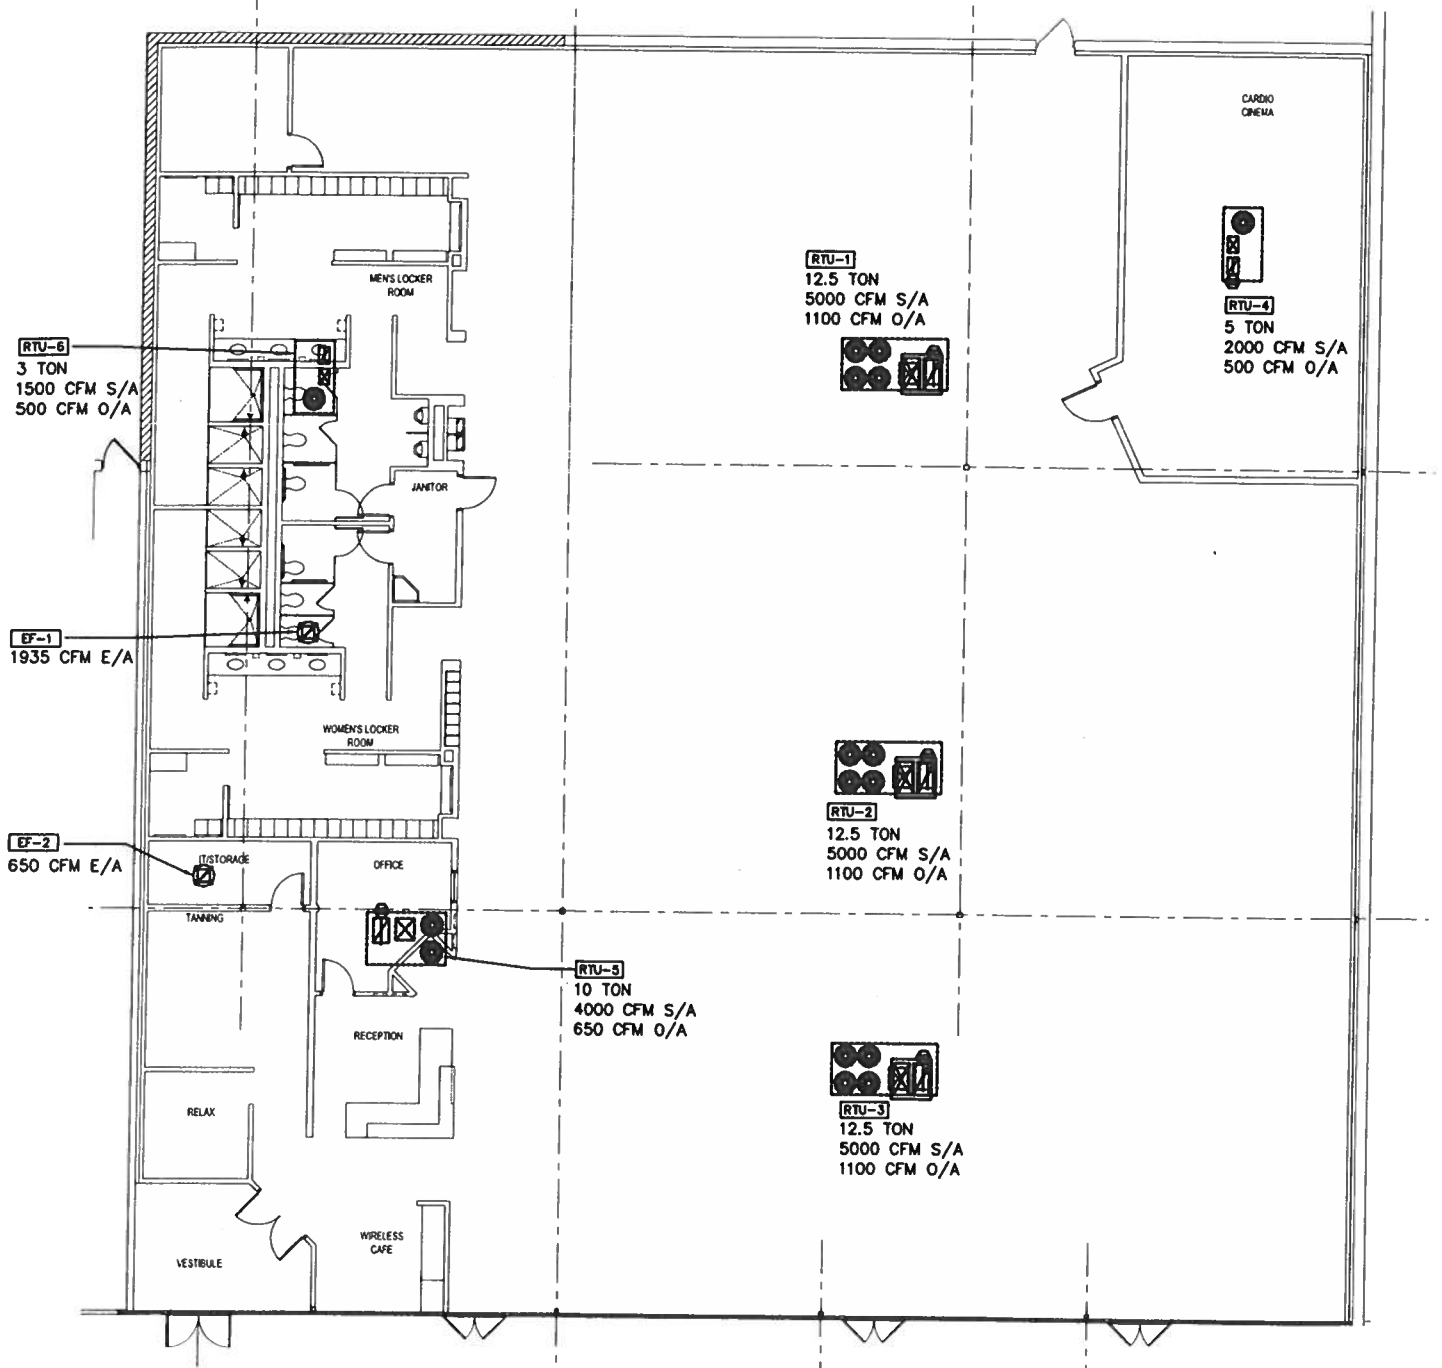 CARDIO
CINEMA
RTU-1
12.5 TON
5000 CFM S/A
1100 CFM O/A
MEN'S LOCKER
ROOM
RTU-4
5 TON
2000 CFM S/A
500 CFM O/A
RTU-6
3 TON
1500 CFM S/A
500 CFM O/A
JANITOR
EF-1
1935 CFM E/A
WOMEN'S LOCKER
ROOM
RTU-2
12.5 TON
5000 CFM S/A
1100 CFM O/A
EF-2
650 CFM E/A
IT/STORAGE
OFFICE
TANNING
RTU-5
10 TON
4000 CFM S/A
650 CFM O/A
RECEPTION
RELAX
RTU-3
12.5 TON
5000 CFM S/A
1100 CFM O/A
WIRELESS
CAFE
VESTIBULE